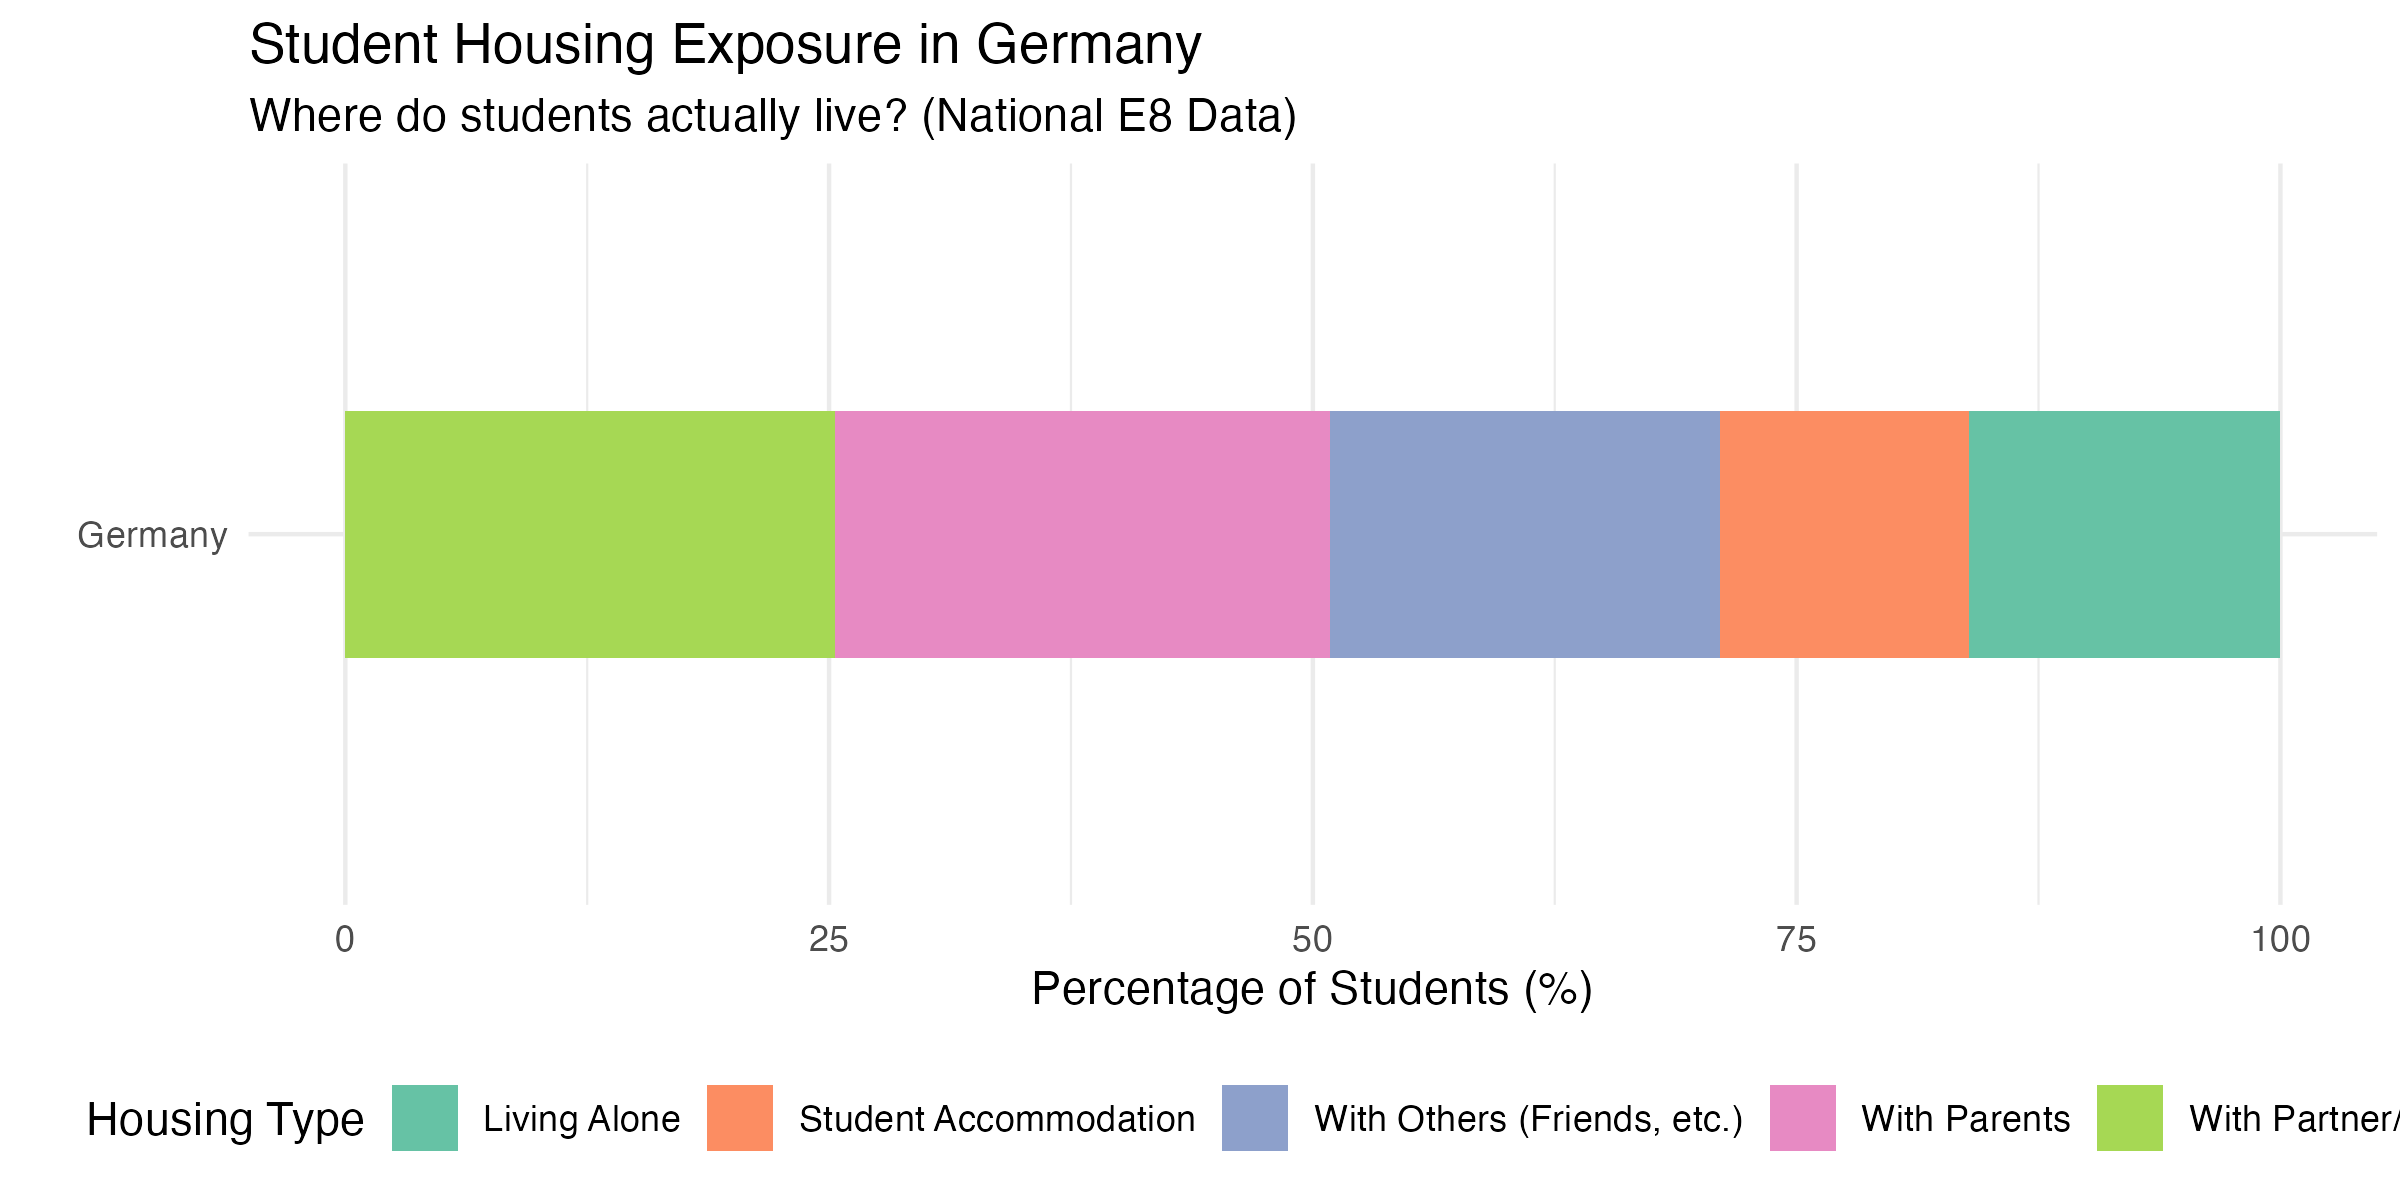 Student Housing Exposure in Germany
Where do students actually live? (National E8 Data)
Germany
0 25 50 75 100
Percentage of Students (%)
Housing Type Living Alone Student Accommodation With Others (Friends, etc.) With Parents With Partner/